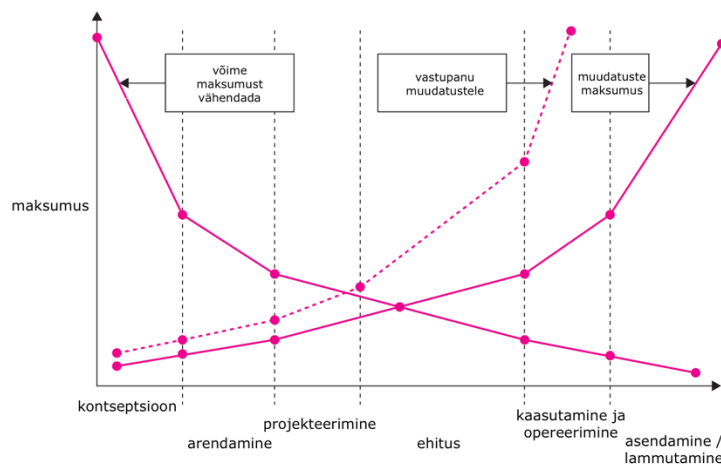 võime
maksumust
vähendada
vastupanu
muudatustele
muudatuste
maksumus
maksumus
kontseptsioon
arendamine
projekteerimine
ehitus
kaasutamine ja
opereerimine
asendamine /
lammutamine